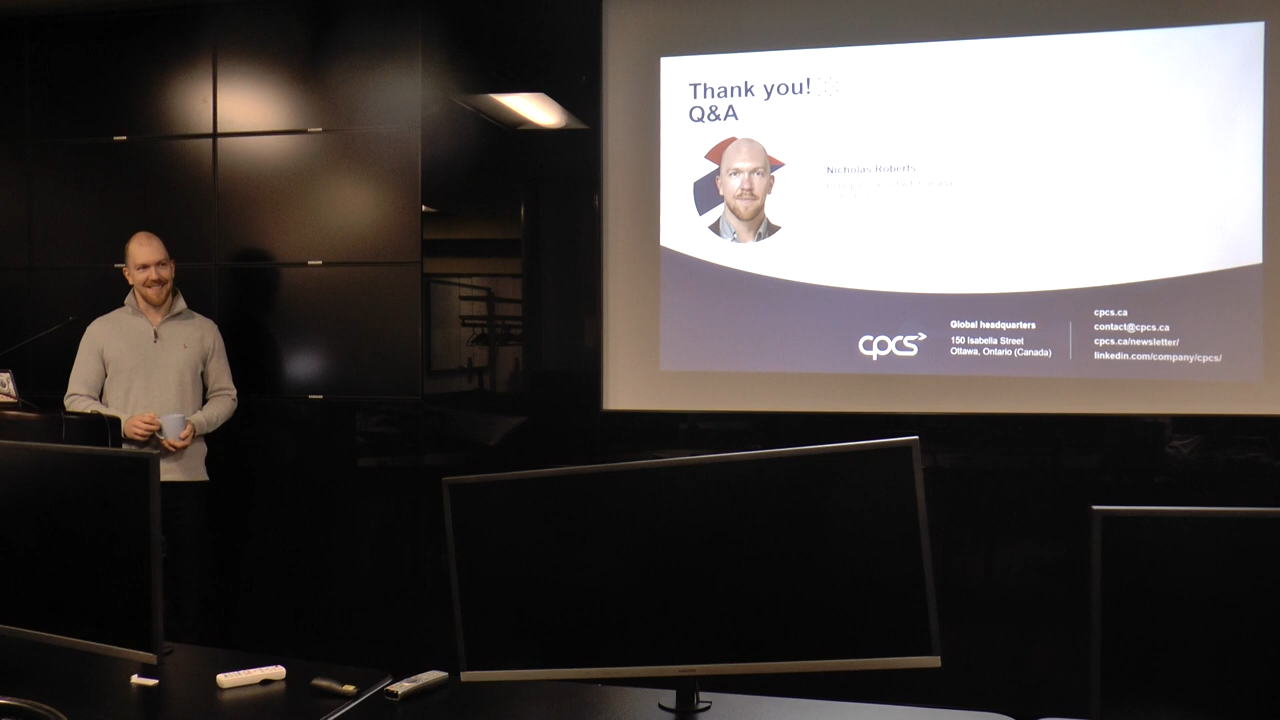 Thank you!
Q&A
Nicholas Roberts
cpcs
Global headquarters
150 Isabella Street
Ottawa, Ontario (Canada)
cpcs.ca
contact@cpcs.ca
cpcs.ca/newsletter/
linkedin.com/company/cpcs/